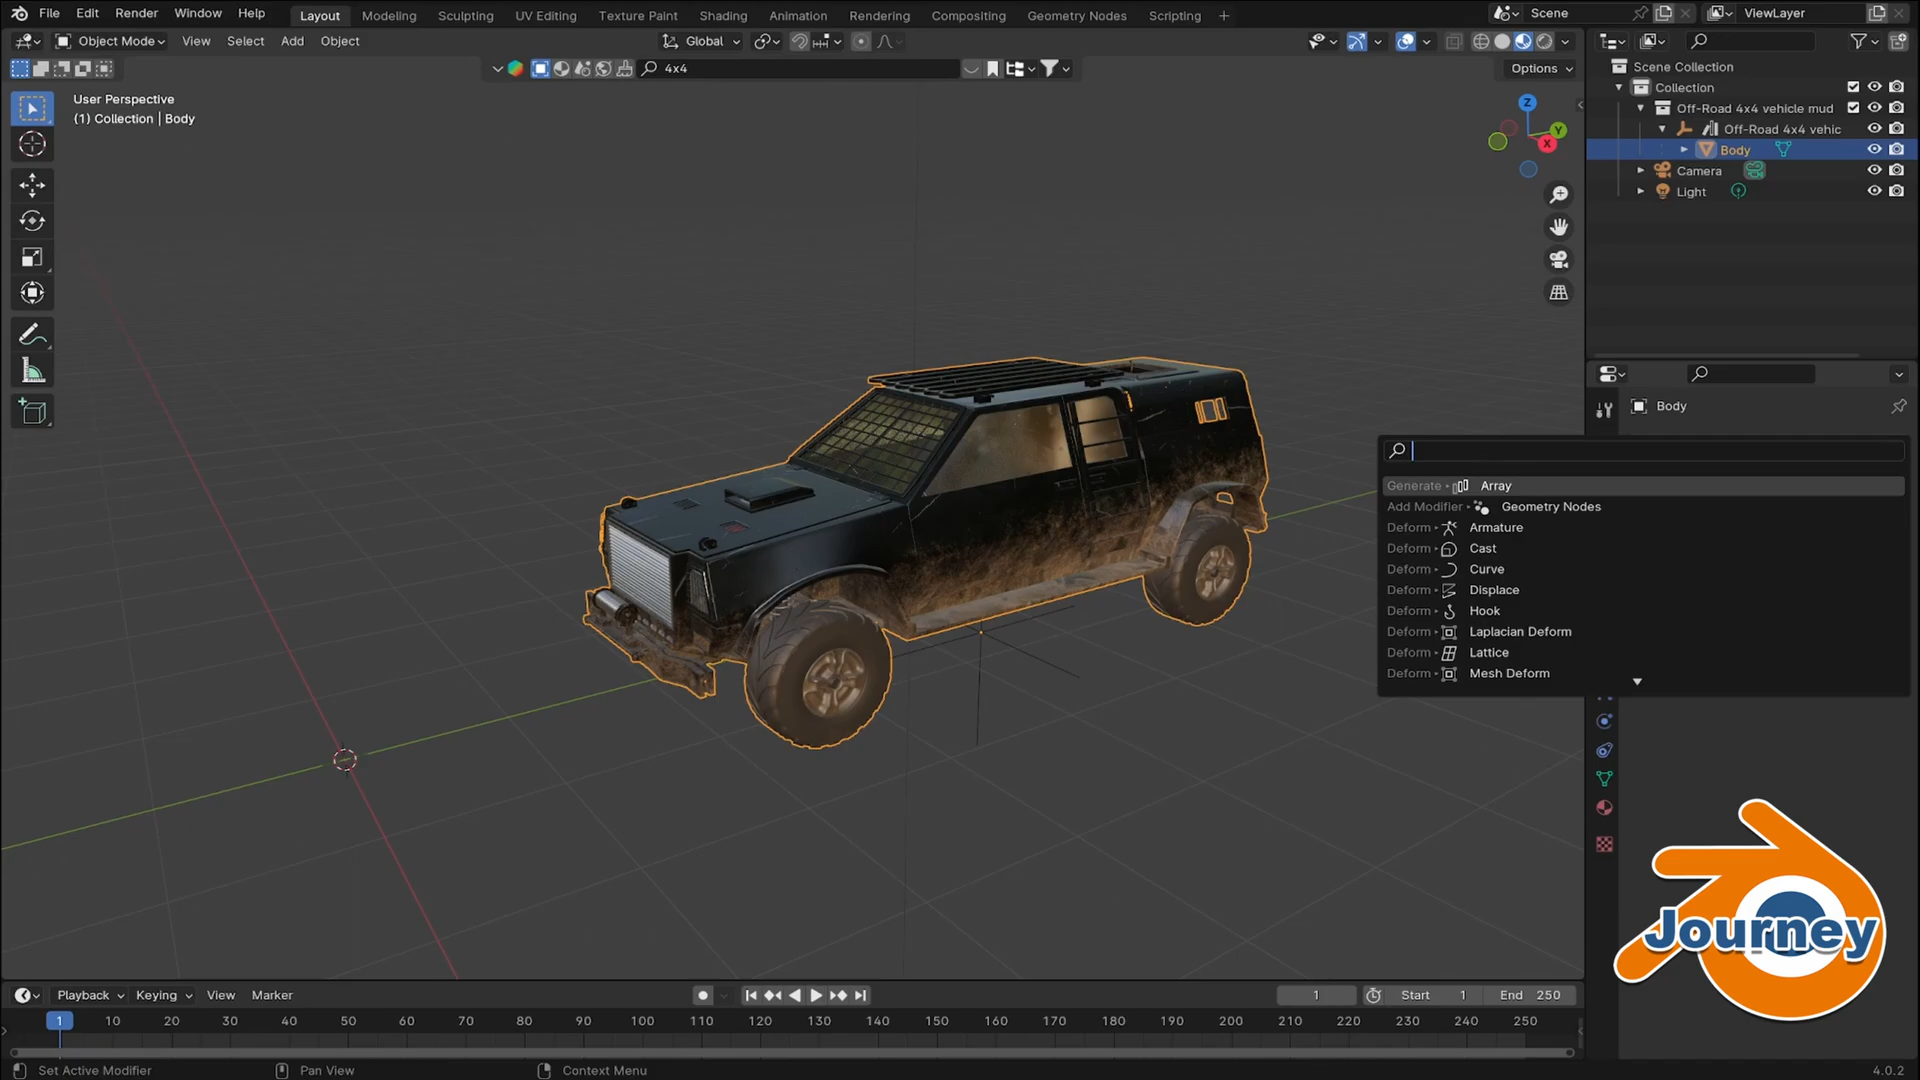 File Edit Render Window Help Layout Modeling Sculpting UV Editing Texture Paint Shading Animation Rendering Compositing Geometry Nodes Scripting + Scene ViewLayer
Object Mode View Select Add Object Global
4x4 Options
User Perspective
(1) Collection | Body
Z
Y
X
Scene Collection
Collection
Off-Road 4x4 vehicle mud
Off-Road 4x4 vehic
Body
Camera
Light
Body
Generate Array
Add Modifier Geometry Nodes
Deform Armature
Deform Cast
Deform Curve
Deform Displace
Deform Hook
Deform Laplacian Deform
Deform Lattice
Deform Mesh Deform
Journey
Playback Keying View Marker 1 Start 1 End 250
1 10 20 30 40 50 60 70 80 90 100 110 120 130 140 150 160 170 180 190 200 210 220 230 240 250
Set Active Modifier Pan View Context Menu 4.0.2